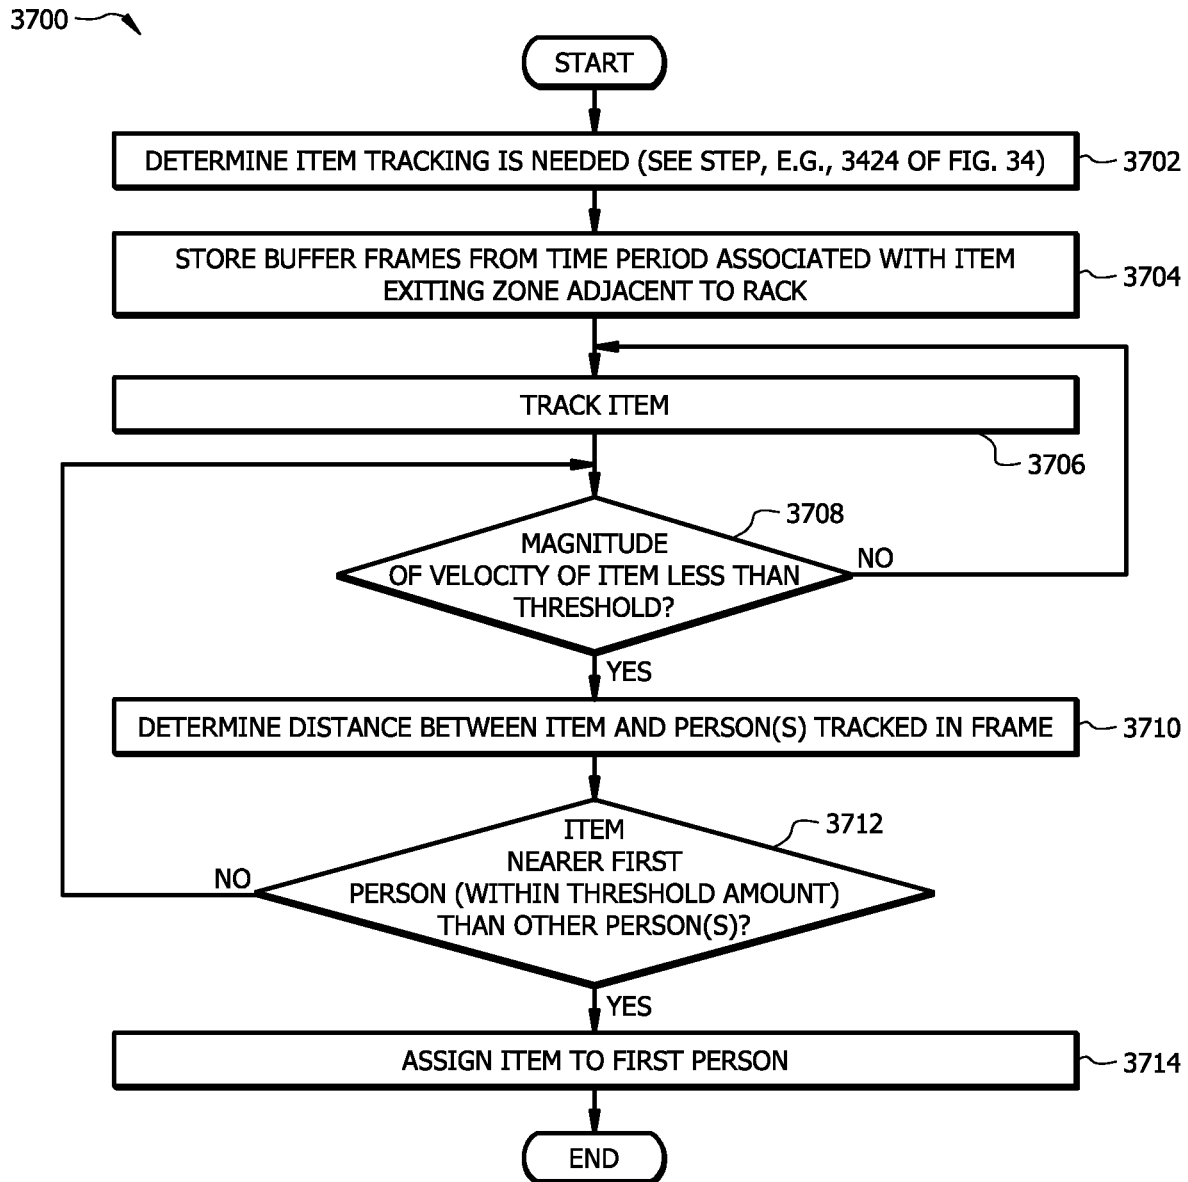 3700
START
DETERMINE ITEM TRACKING IS NEEDED (SEE STEP, E.G., 3424 OF FIG. 34)
3702
STORE BUFFER FRAMES FROM TIME PERIOD ASSOCIATED WITH ITEM
EXITING ZONE ADJACENT TO RACK
3704
TRACK ITEM
3706
3708
MAGNITUDE
OF VELOCITY OF ITEM LESS THAN
THRESHOLD?
NO
YES
DETERMINE DISTANCE BETWEEN ITEM AND PERSON(S) TRACKED IN FRAME
3710
3712
ITEM
NEARER FIRST
PERSON (WITHIN THRESHOLD AMOUNT)
THAN OTHER PERSON(S)?
NO
YES
ASSIGN ITEM TO FIRST PERSON
3714
END